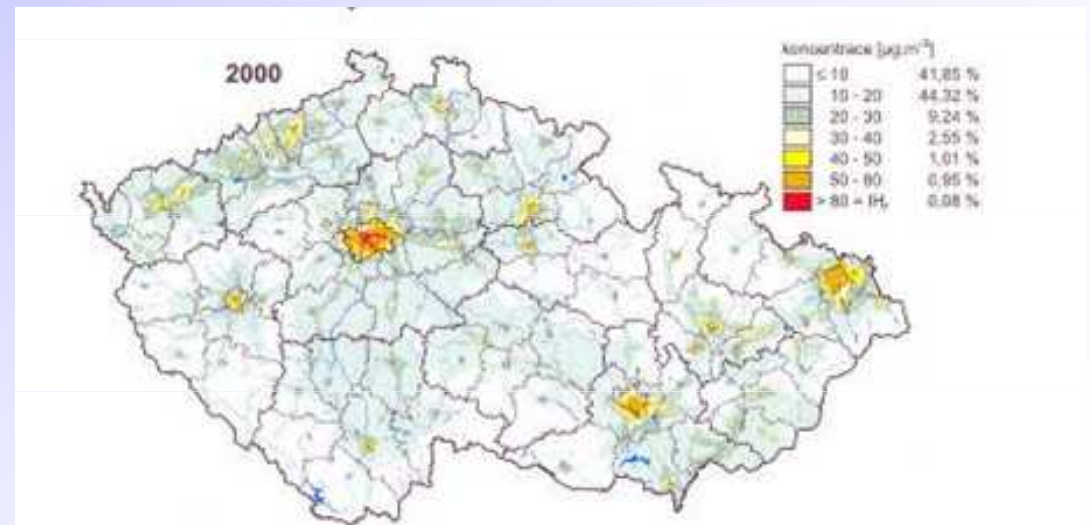 2000
koncentrace [µg.m⁻³]
≤ 10 41,85 %
10 - 20 44,32 %
20 - 30 9,24 %
30 - 40 2,55 %
40 - 50 1,01 %
50 - 80 0,95 %
> 80 = IHᵣ 0,08 %